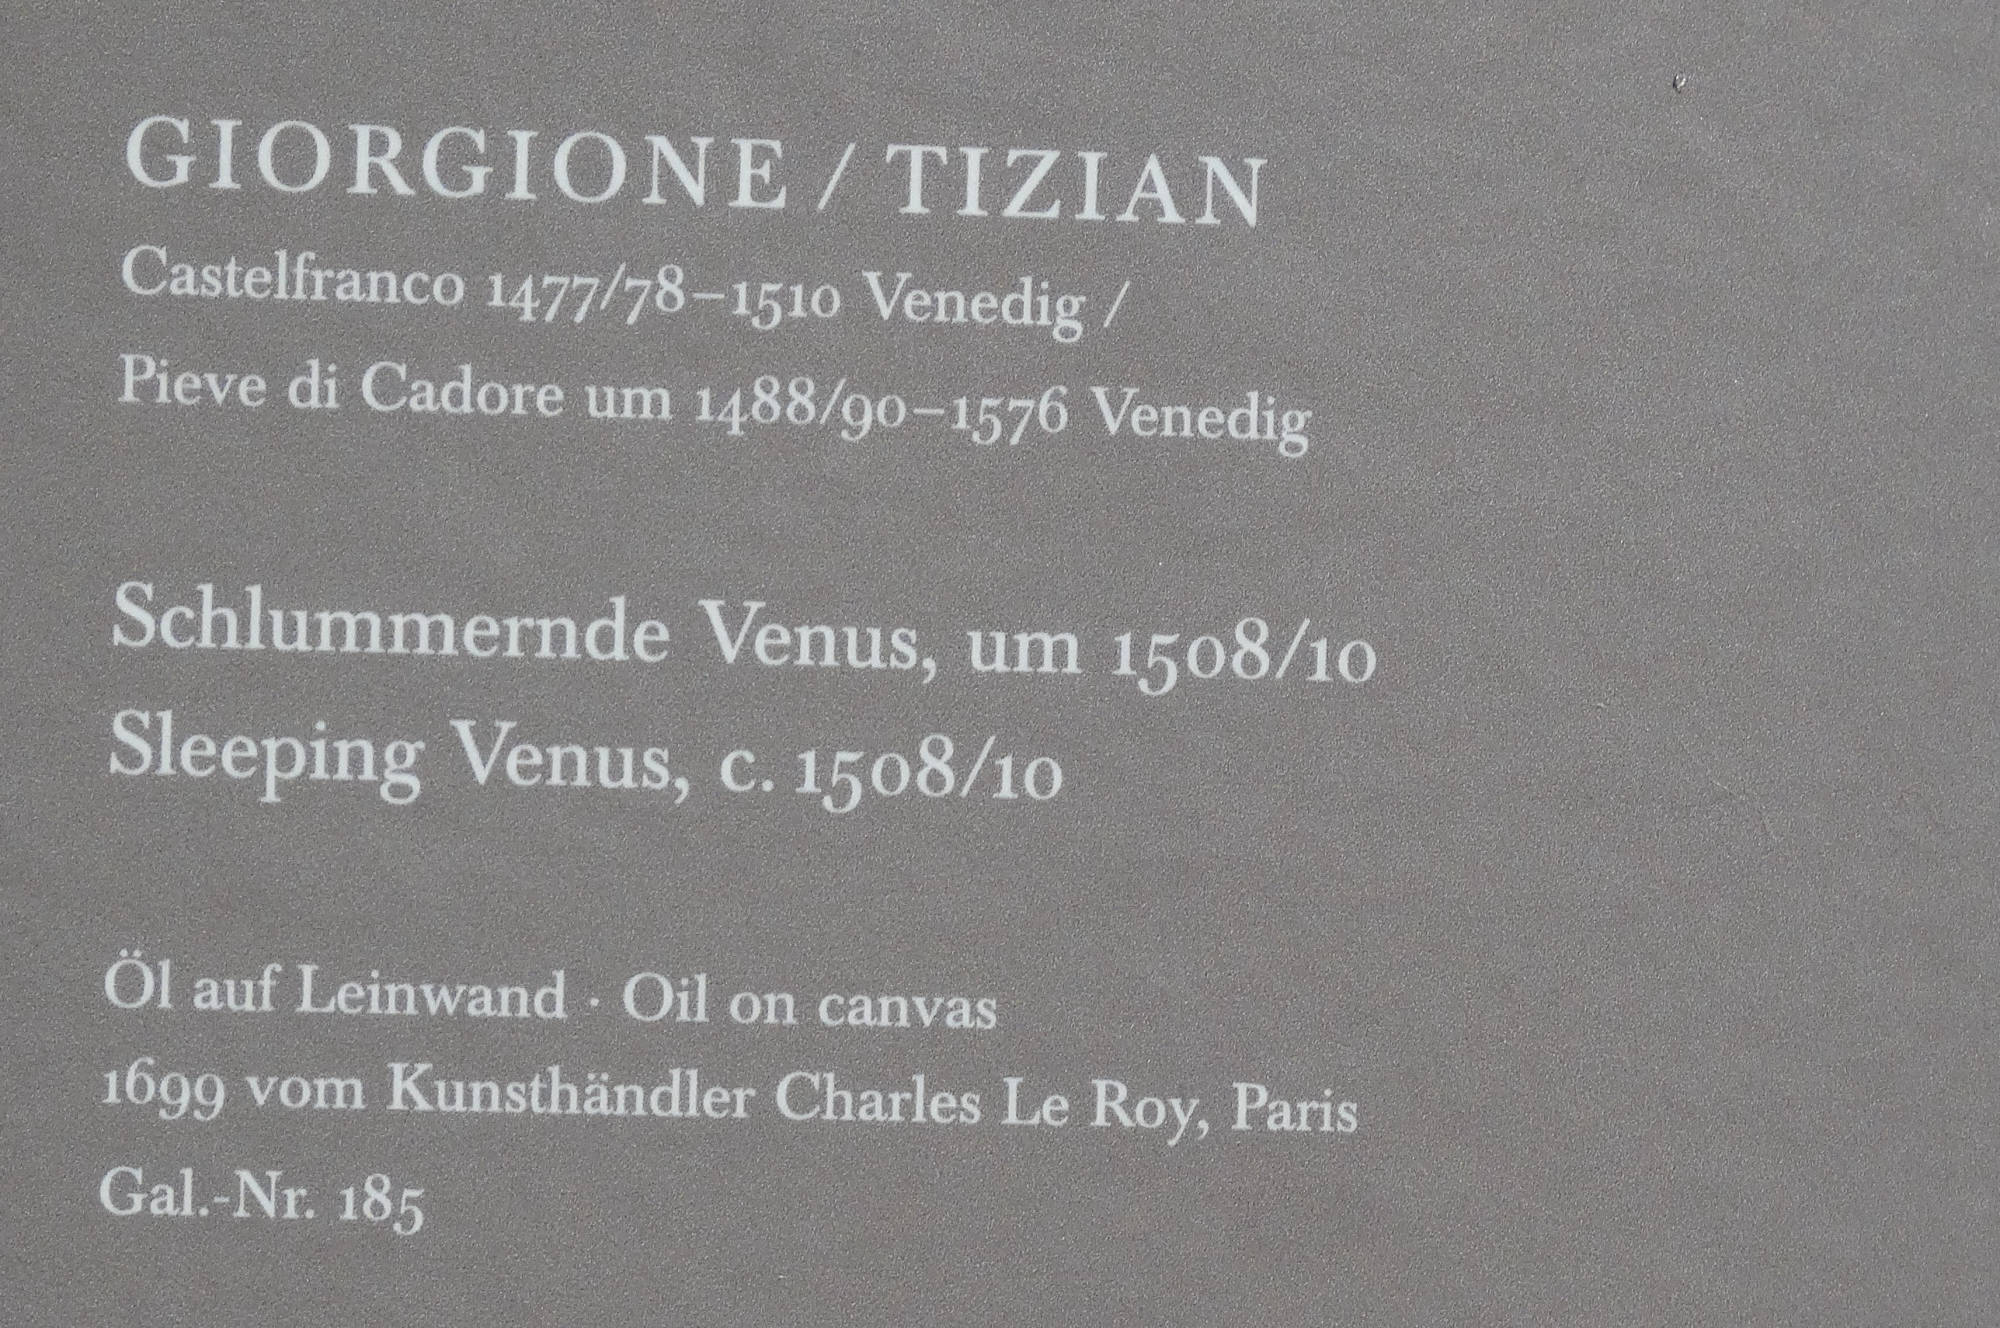 GIORGIONE / TIZIAN
Castelfranco 1477/78–1510 Venedig /
Pieve di Cadore um 1488/90–1576 Venedig
Schlummernde Venus, um 1508/10
Sleeping Venus, c. 1508/10
Öl auf Leinwand · Oil on canvas
1699 vom Kunsthändler Charles Le Roy, Paris
Gal.-Nr. 185